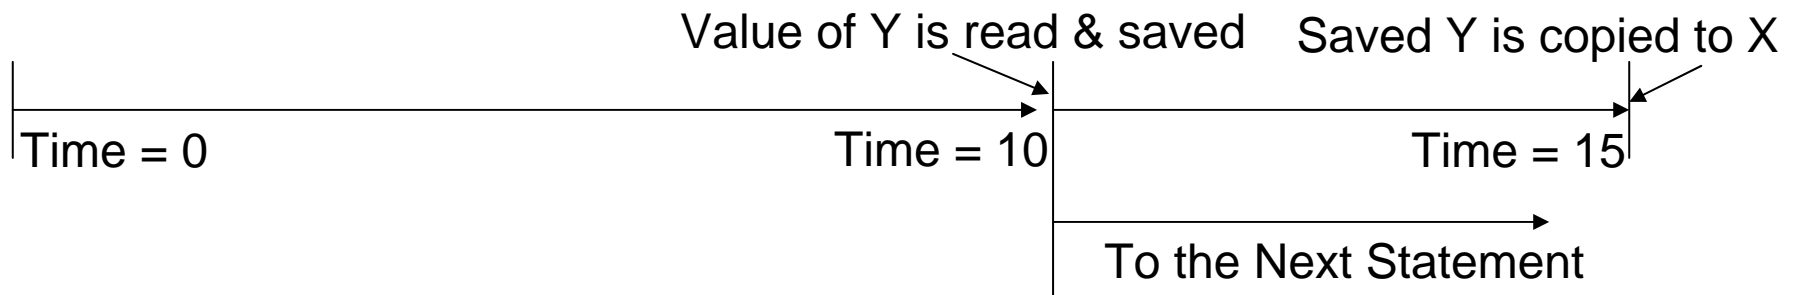 Value of Y is read & saved
Saved Y is copied to X
Time = 0
Time = 10
Time = 15
To the Next Statement